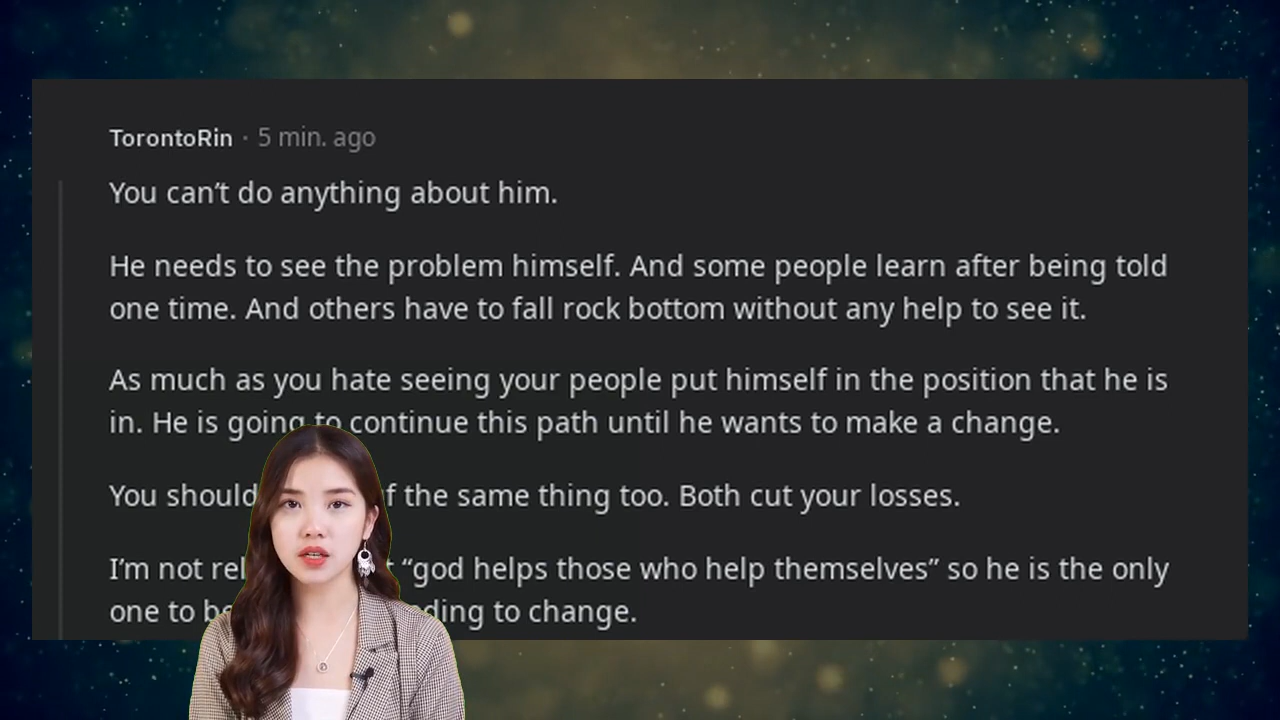 TorontoRin · 5 min. ago
You can't do anything about him.
He needs to see the problem himself. And some people learn after being told
one time. And others have to fall rock bottom without any help to see it.
As much as you hate seeing your people put himself in the position that he is
in. He is going to continue this path until he wants to make a change.
You should the same thing too. Both cut your losses.
I'm not “god helps those who help themselves” so he is the only
one to to change.